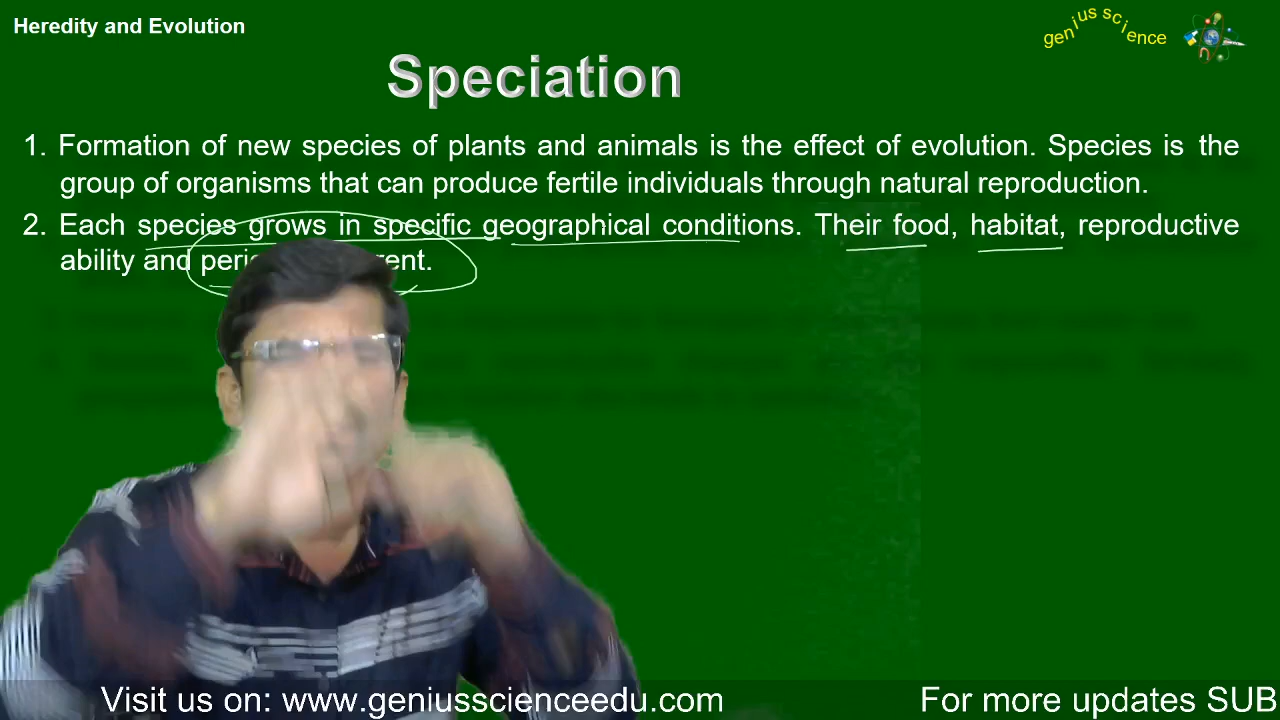 Heredity and Evolution
genius science
Speciation
1. Formation of new species of plants and animals is the effect of evolution. Species is the
group of organisms that can produce fertile individuals through natural reproduction.
2. Each species grows in specific geographical conditions. Their food, habitat, reproductive
ability and
Visit us on: www.geniusscienceedu.com
For more updates SUB